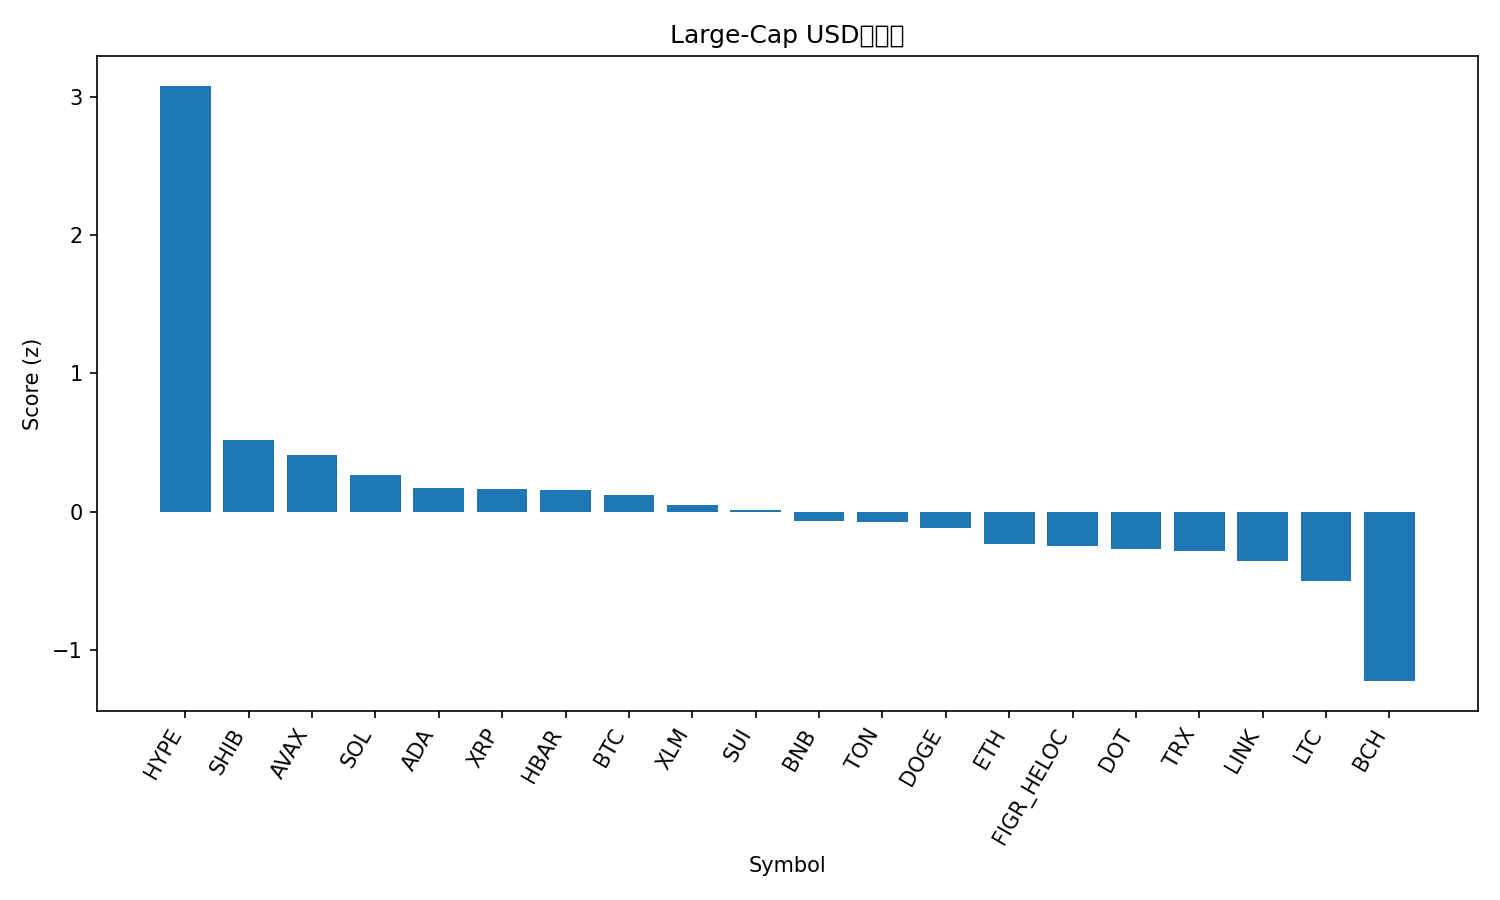 Large-Cap USD
Score (z)
3
2
1
0
−1
HYPE
SHIB
AVAX
SOL
ADA
XRP
HBAR
BTC
XLM
SUI
BNB
TON
DOGE
ETH
FIGR_HELOC
DOT
TRX
LINK
LTC
BCH
Symbol